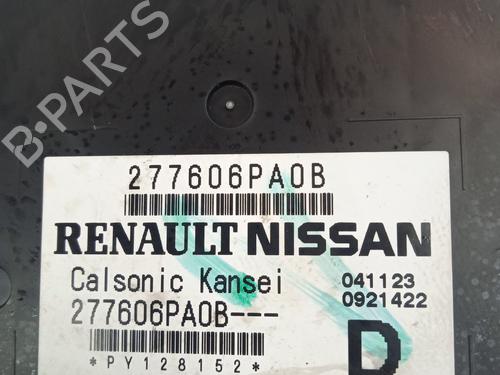 B-PARTS
277606PA0B
RENAULT NISSAN
Calsonic Kansei 041123
277606PA0B--- 0921422
*PY128152* D